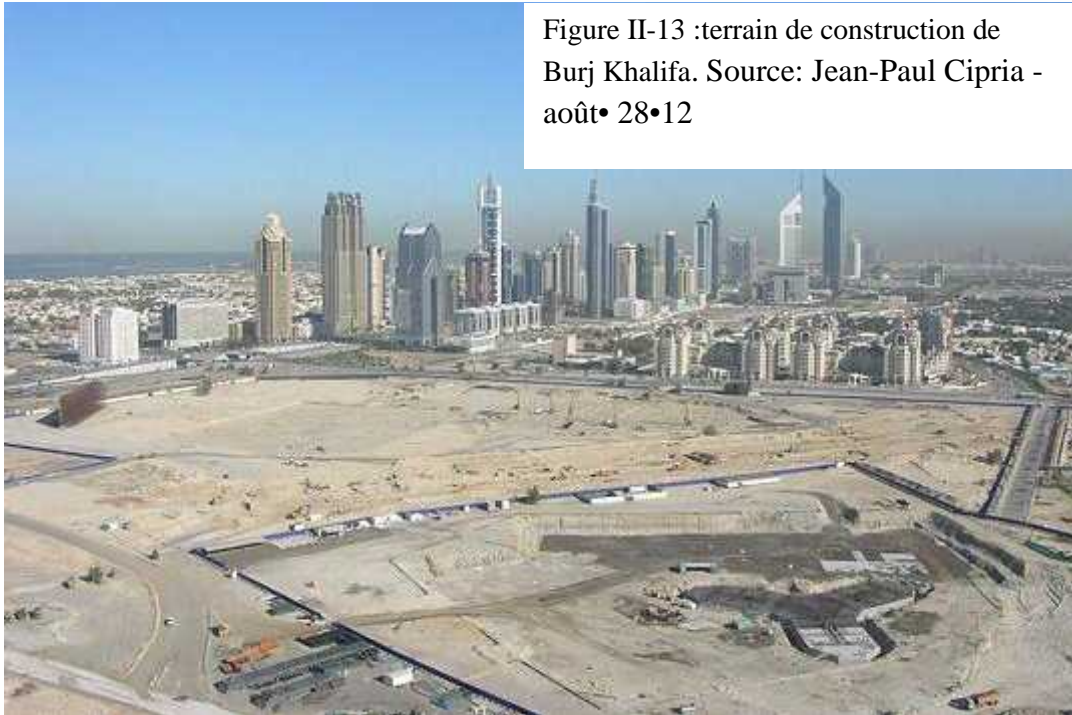 Figure II-13 :terrain de construction de
Burj Khalifa. Source: Jean-Paul Cipria -
août• 28•12